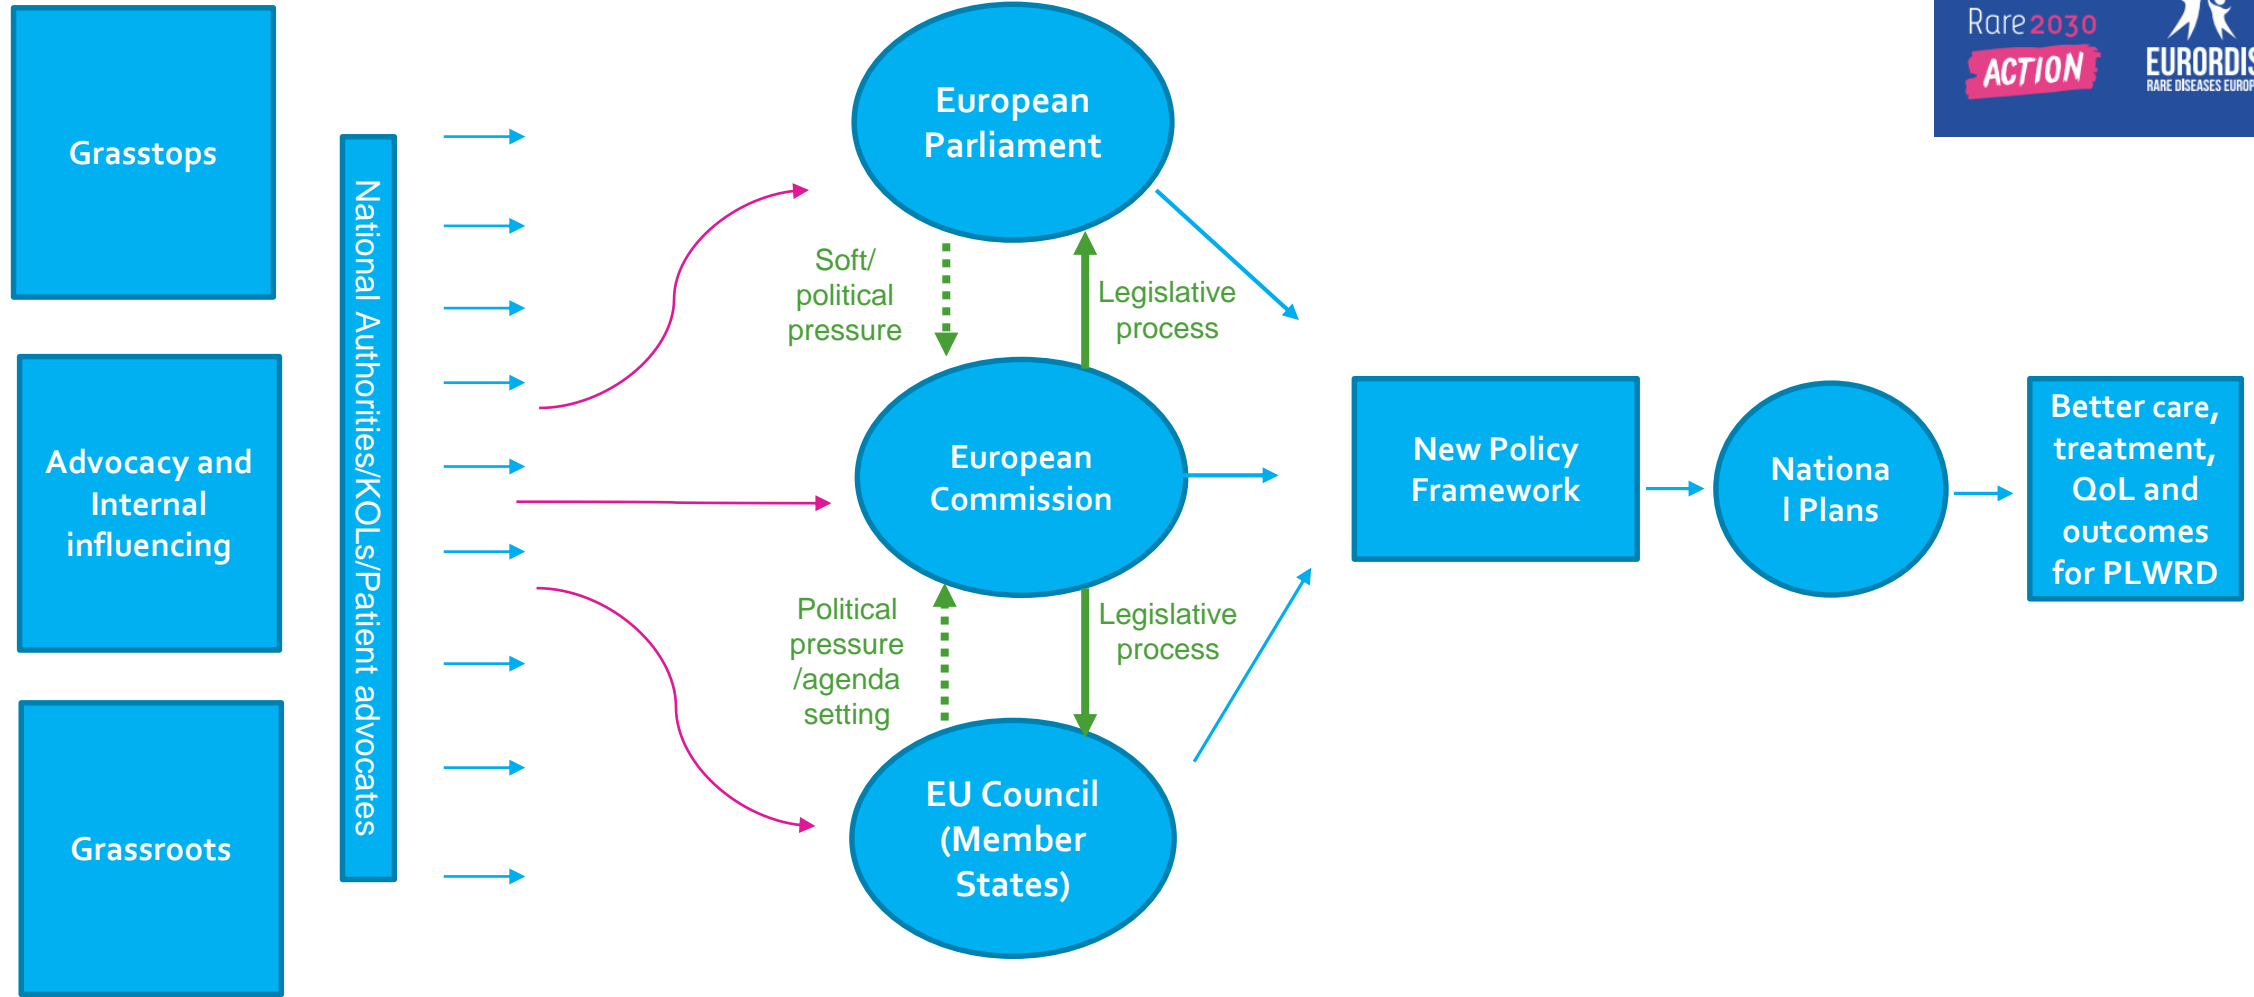 Grasstops
Advocacy and
Internal
influencing
Grassroots
National Authorities/KOLs/Patient advocates
European
Parliament
Soft/
political
pressure
Legislative
process
European
Commission
Political
pressure
/agenda
setting
Legislative
process
EU Council
(Member
States)
New Policy
Framework
Nationa
l Plans
Better care,
treatment,
QoL and
outcomes
for PLWRD
Rare2030
ACTION
EURORDIS
RARE DISEASES EUROP